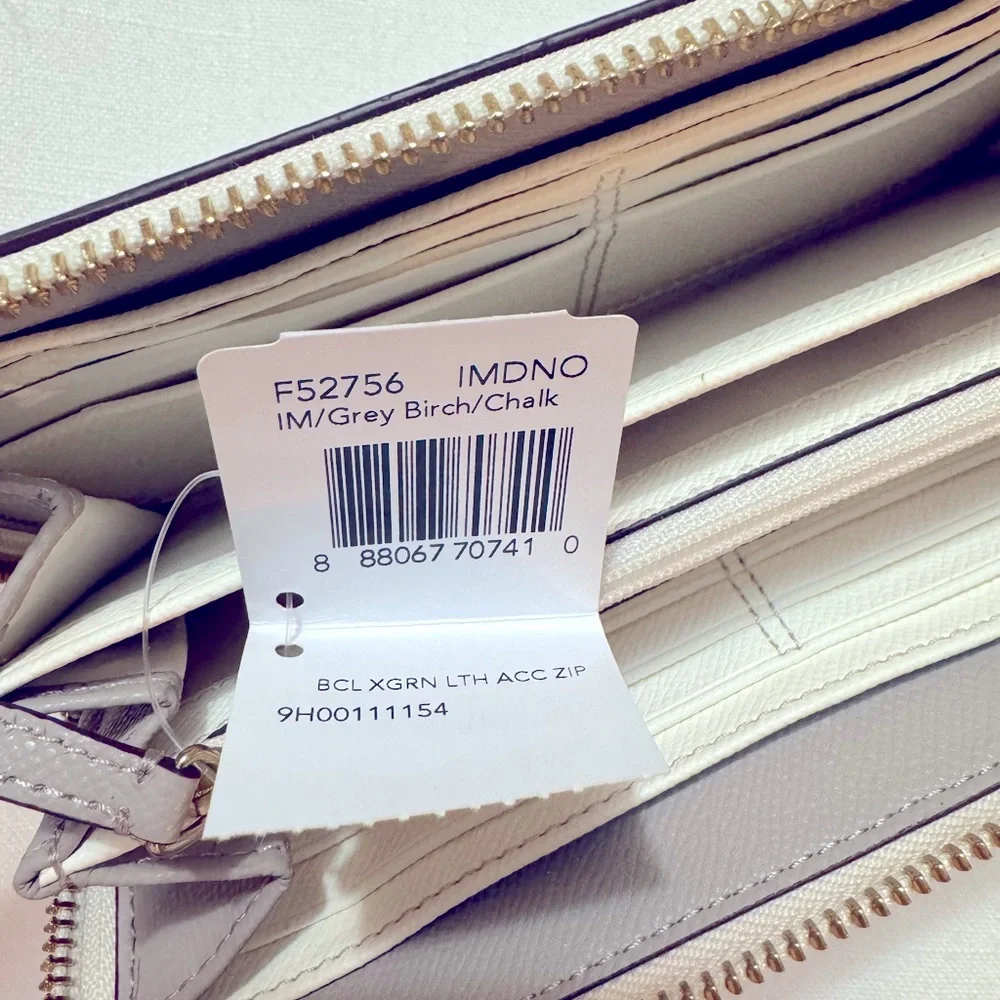 F52756 IMDNO
IM/Grey Birch/Chalk
8 88067 70741 0
BCL XGRN LTH ACC ZIP
9H00111154